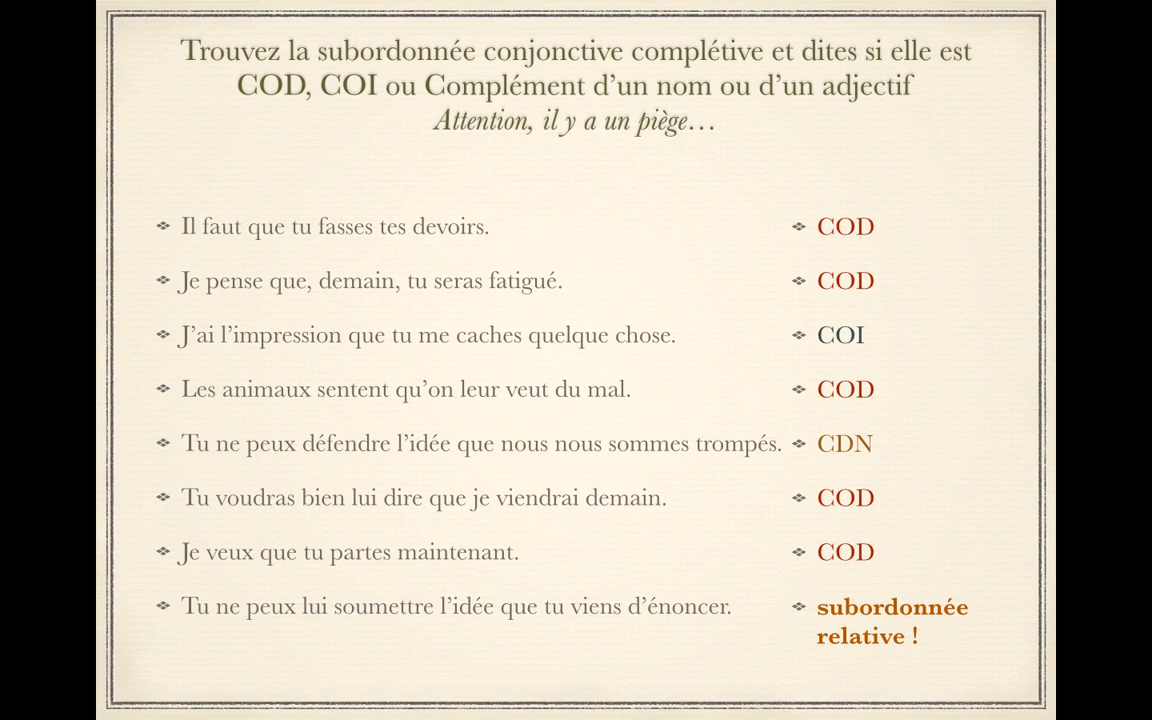 Trouvez la subordonnée conjonctive complétive et dites si elle est
COD, COI ou Complément d’un nom ou d’un adjectif
Attention, il y a un piège…
Il faut que tu fasses tes devoirs.
COD
Je pense que, demain, tu seras fatigué.
COD
J’ai l’impression que tu me caches quelque chose.
COI
Les animaux sentent qu’on leur veut du mal.
COD
Tu ne peux défendre l’idée que nous nous sommes trompés.
CDN
Tu voudras bien lui dire que je viendrai demain.
COD
Je veux que tu partes maintenant.
COD
Tu ne peux lui soumettre l’idée que tu viens d’énoncer.
subordonnée
relative !